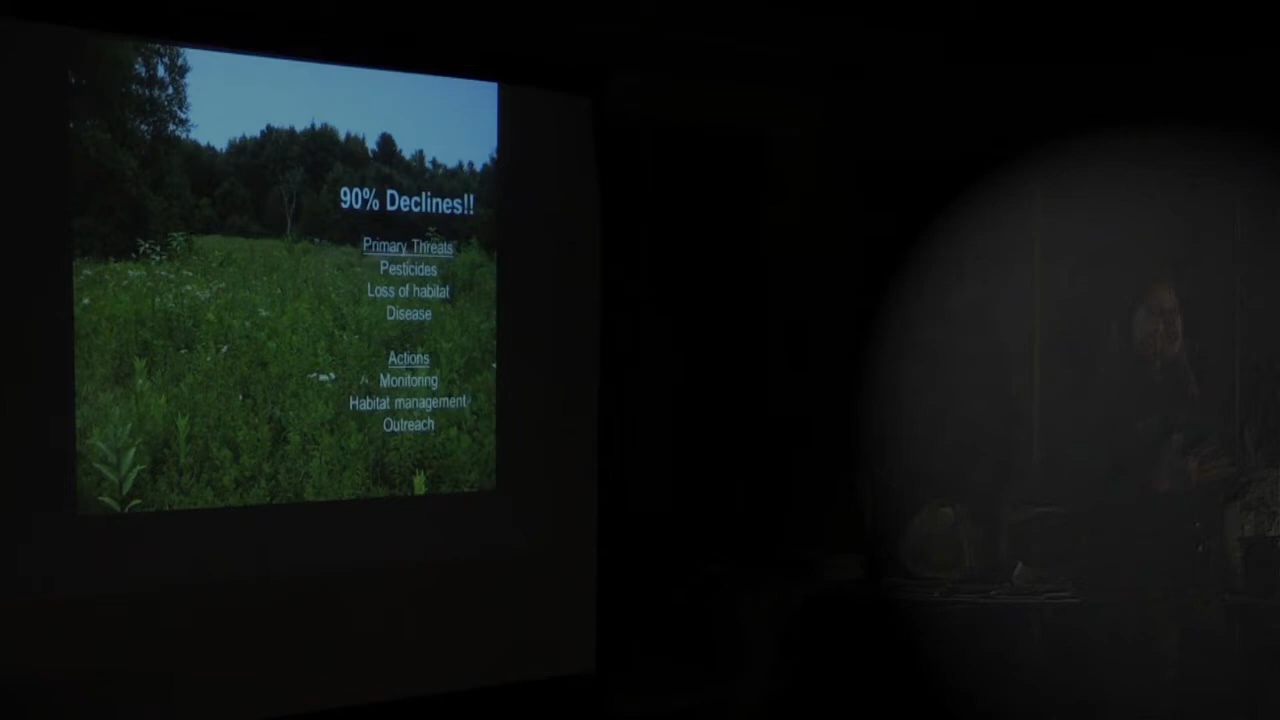 90% Declines!!
Primary Threats
Pesticides
Loss of habitat
Disease
Actions
Monitoring
Habitat management
Outreach